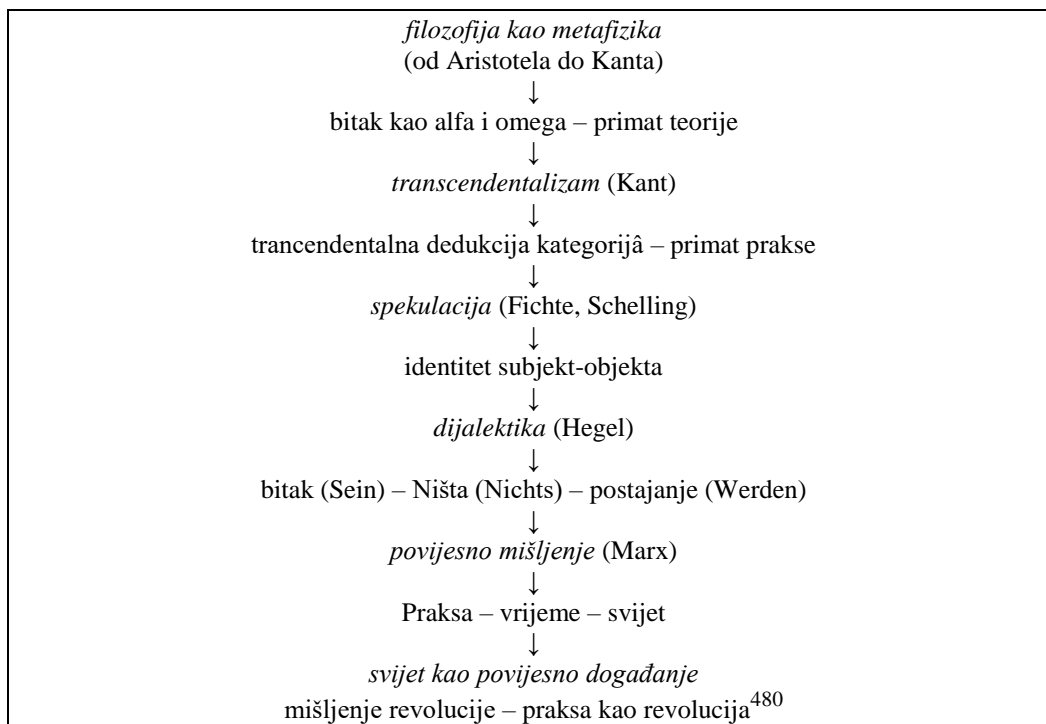 filozofija kao metafizika
(od Aristotela do Kanta)
↓
bitak kao alfa i omega – primat teorije
↓
transcendentalizam (Kant)
↓
trancendentalna dedukcija kategorijâ – primat prakse
↓
spekulacija (Fichte, Schelling)
↓
identitet subjekt-objekta
↓
dijalektika (Hegel)
↓
bitak (Sein) – Ništa (Nichts) – postajanje (Werden)
↓
povijesno mišljenje (Marx)
↓
Praksa – vrijeme – svijet
↓
svijet kao povijesno događanje
mišljenje revolucije – praksa kao revolucija480